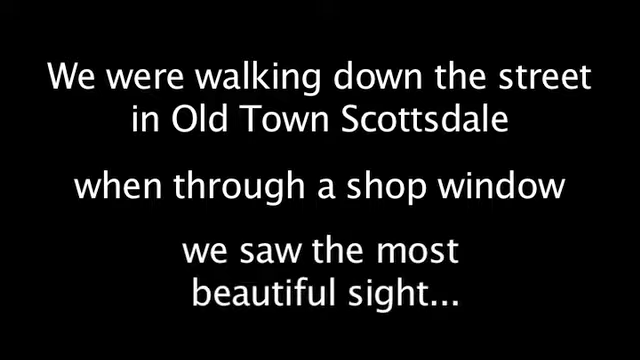 We were walking down the street
in Old Town Scottsdale
when through a shop window
we saw the most
beautiful sight...